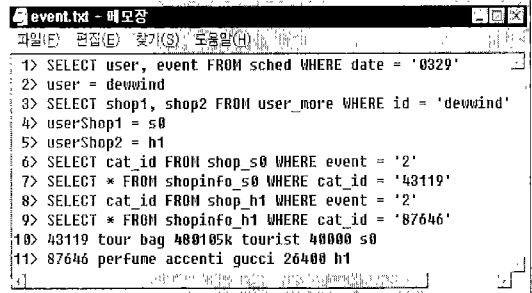 event.txt - 메모장
파일(F) 편집(E) 찾기(S) 도움말(H)
1> SELECT user, event FROM sched WHERE date = '0329'
2> user = dewwind
3> SELECT shop1, shop2 FROM user_more WHERE id = 'dewwind'
4> userShop1 = s0
5> userShop2 = h1
6> SELECT cat_id FROM shop_s0 WHERE event = '2'
7> SELECT * FROM shopinfo_s0 WHERE cat_id = '43119'
8> SELECT cat_id FROM shop_h1 WHERE event = '2'
9> SELECT * FROM shopinfo_h1 WHERE cat_id = '87646'
10> 43119 tour bag 480105k tourist 40000 s0
11> 87646 perfume accenti gucci 26400 h1